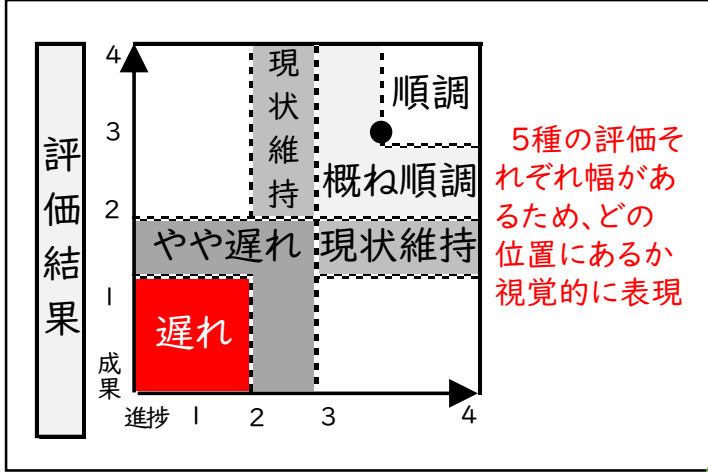 評価結果
4
3
2
1
成果
進捗 1 2 3 4
現状維持
順調
概ね順調
やや遅れ
現状維持
遅れ
5種の評価そ
れぞれ幅があ
るため、どの
位置にあるか
視覚的に表現